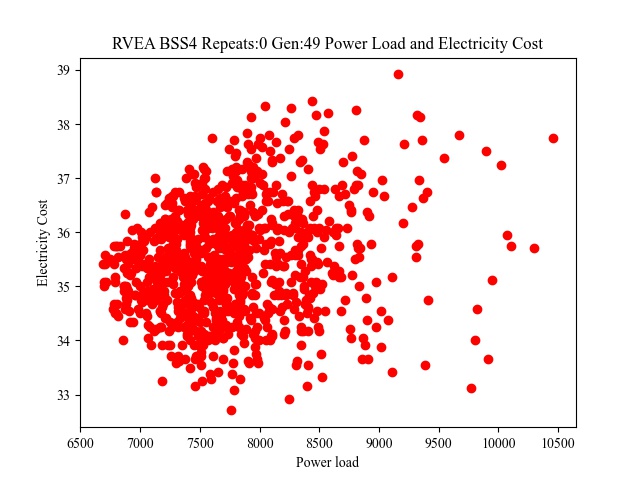 RVEA BSS4 Repeats:0 Gen:49 Power Load and Electricity Cost
39
38
37
36
35
34
33
Electricity Cost
6500 7000 7500 8000 8500 9000 9500 10000 10500
Power load